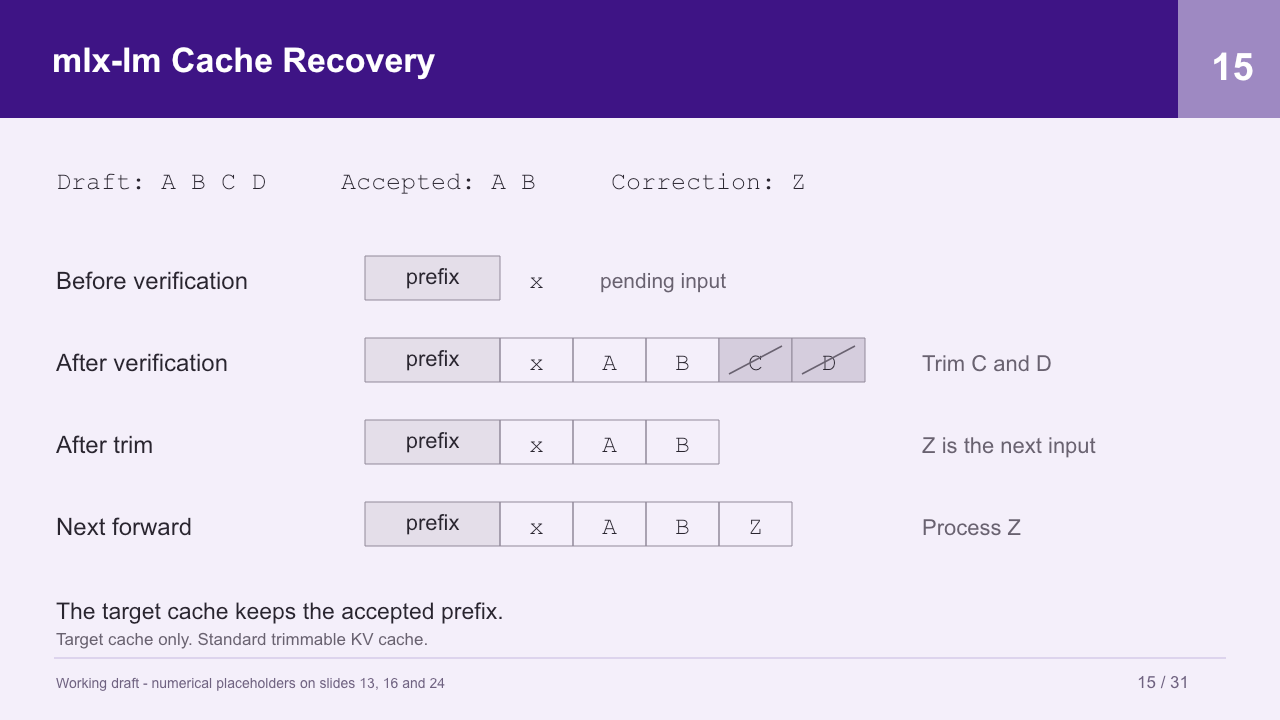 mlx-lm Cache Recovery
15
Draft: A B C D     Accepted: A B     Correction: Z
Before verification prefix x pending input
After verification prefix x A B C D Trim C and D
After trim prefix x A B Z is the next input
Next forward prefix x A B Z Process Z
The target cache keeps the accepted prefix.
Target cache only. Standard trimmable KV cache.
Working draft - numerical placeholders on slides 13, 16 and 24
15 / 31